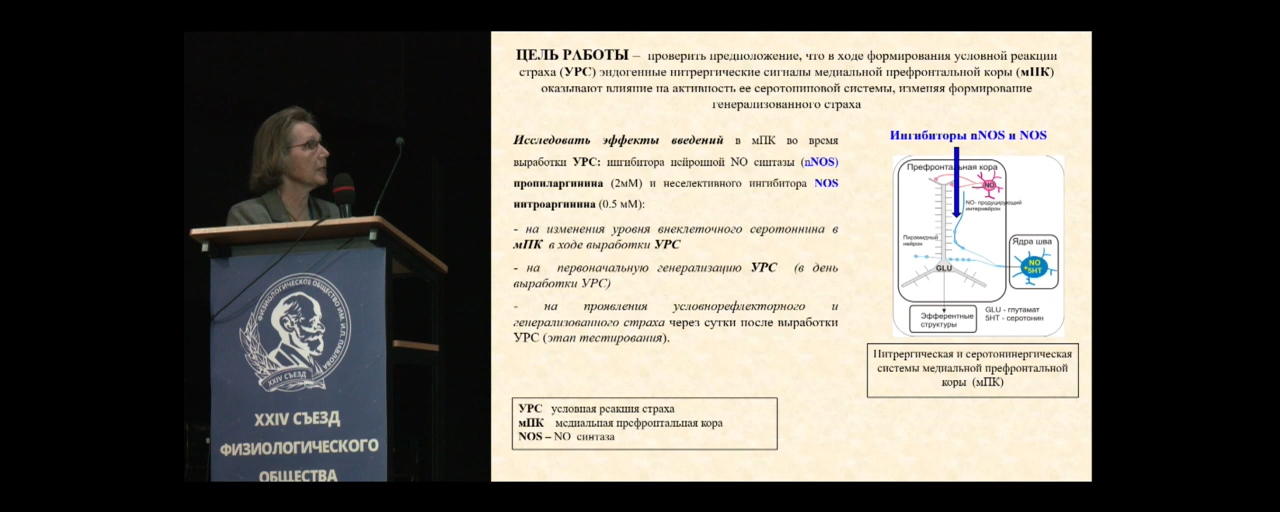 ЦЕЛЬ РАБОТЫ – проверить предположение, что в ходе формирования условной реакции
страха (УРС) эндогенные нитрергические сигналы медиальной префронтальной коры (мПК)
оказывают влияние на активность ее серотониновой системы, изменяя формирование
генерализованного страха
Исследовать эффекты введений в мПК во время
выработки УРС: ингибитора нейрошой NO синтазы (nNOS)
пропиларгинина (2мМ) и неселективного ингибитора NOS
нитроаргинина (0.5 мМ):
- на изменения уровня внеклеточного серотонина в
мПК в ходе выработки УРС
- на первоначальную генерализацию УРС (в день
выработки УРС)
- на проявления условнорефлекторного и
генерализованного страха через сутки после выработки
УРС (этап тестирования).
УРС условная реакция страха
мПК медиальная префронтальная кора
NOS – NO синтаза
Ингибиторы nNOS и NOS
Префронтальная кора
NO
NO- продуцирующий
интернейрон
Пирамидный
нейрон
Ядра шва
NO
5HT
GLU
Эфферентные
структуры
GLU - глутамат
5HT - серотонин
Нитрергическая и серотонинергическая
системы медиальной префронтальной
коры (мПК)
ФИЗИОЛОГИЧЕСКОЕ ОБЩЕСТВО ИМ. И.П. ПАВЛОВА
XXIV СЪЕЗД
XXIV СЪЕЗД
ФИЗИОЛОГИЧЕСКОГО
ОБЩЕСТВА